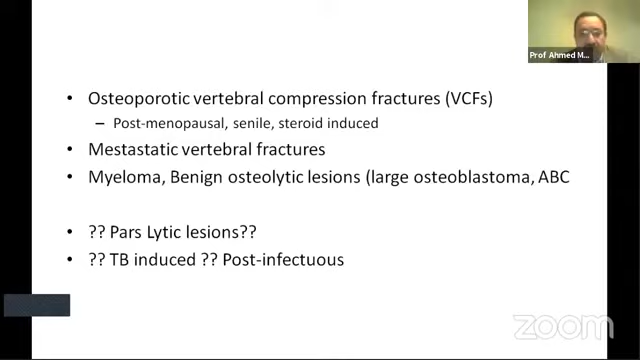 Prof Ahmed M...
• Osteoporotic vertebral compression fractures (VCFs)
– Post-menopausal, senile, steroid induced
• Mestastatic vertebral fractures
• Myeloma, Benign osteolytic lesions (large osteoblastoma, ABC
• ?? Pars Lytic lesions??
• ?? TB induced ?? Post-infectuous
zoom